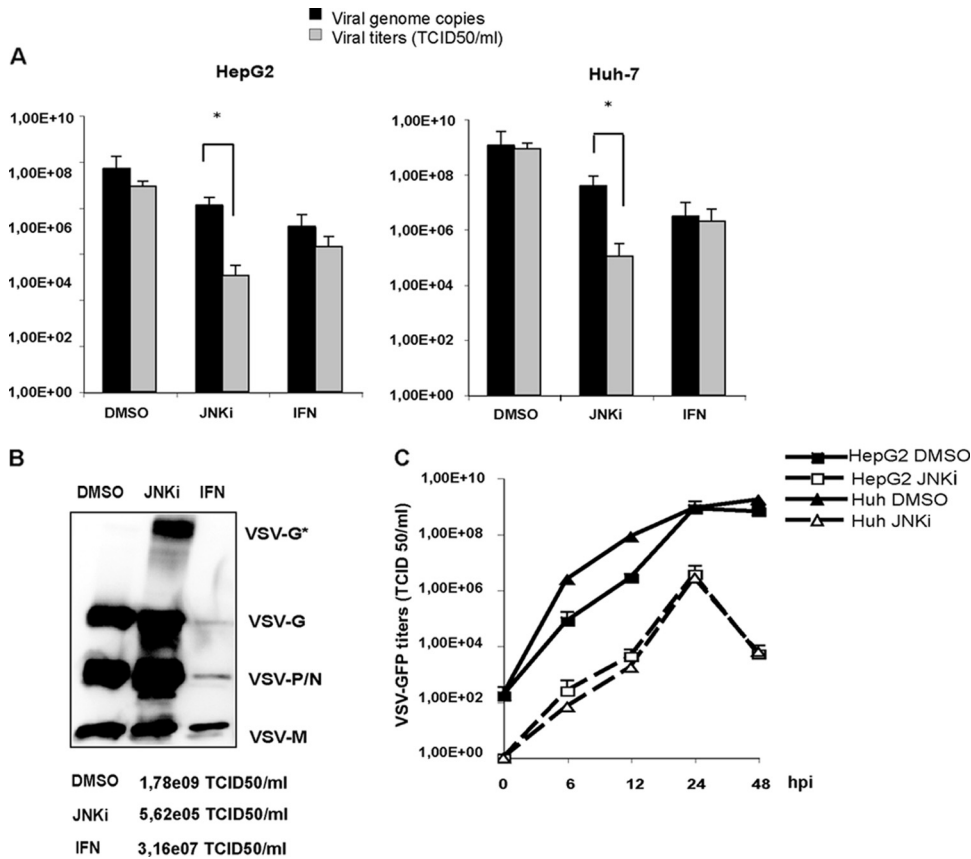 Viral genome copies
Viral titers (TCID50/ml)
A
HepG2
1,00E+10
1,00E+08
1,00E+06
1,00E+04
1,00E+02
1,00E+00
*
DMSO JNKi IFN
Huh-7
1,00E+10
1,00E+08
1,00E+06
1,00E+04
1,00E+02
1,00E+00
*
DMSO JNKi IFN
B
DMSO JNKi IFN
VSV-G*
VSV-G
VSV-P/N
VSV-M
DMSO 1,78e09 TCID50/ml
JNKi 5,62e05 TCID50/ml
IFN 3,16e07 TCID50/ml
C
HepG2 DMSO
HepG2 JNKi
Huh DMSO
Huh JNKi
VSV-GFP titers (TCID 50/ml)
1,00E+10
1,00E+08
1,00E+06
1,00E+04
1,00E+02
1,00E+00
0 6 12 24 48 hpi